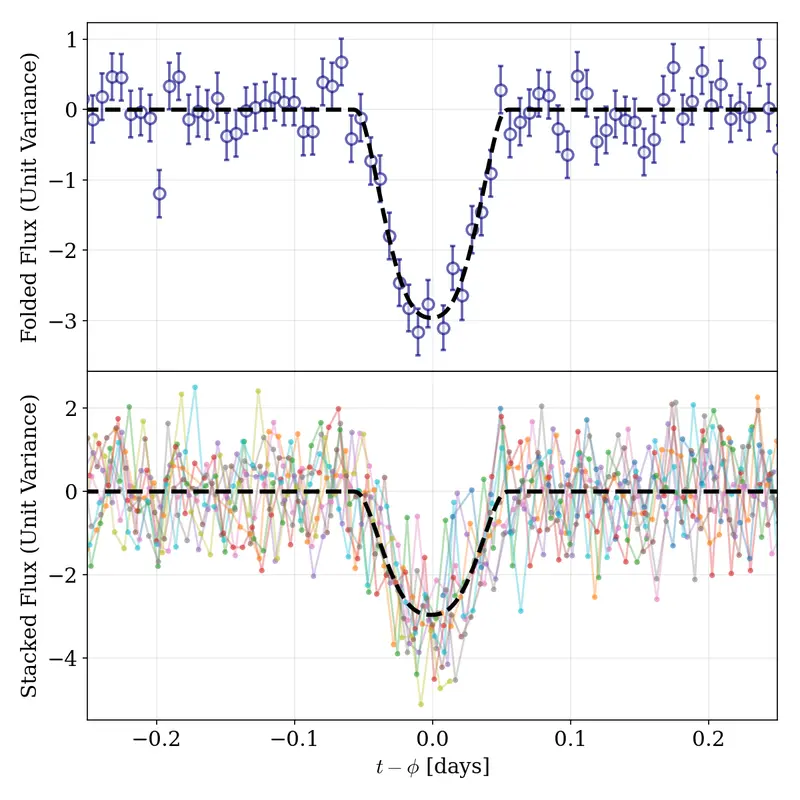 Folded Flux (Unit Variance)
1
0
−1
−2
−3
Stacked Flux (Unit Variance)
2
0
−2
−4
−0.2 −0.1 0.0 0.1 0.2
t − ϕ [days]